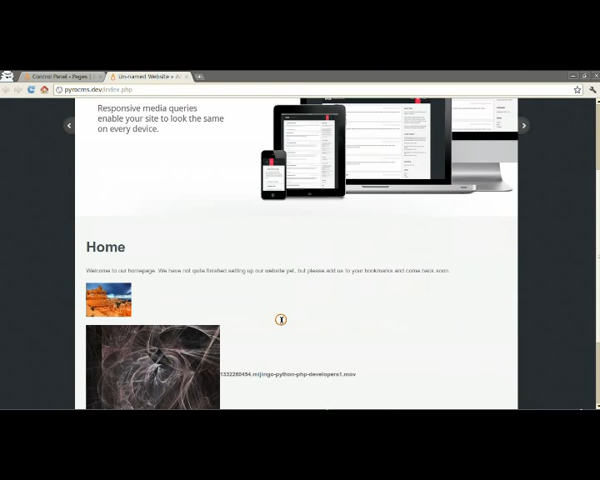 Control Panel - Pages |
Un-named Website »
pyrocms.dev/index.php
Responsive media queries
enable your site to look the same
on every device.
Home
Welcome to our homepage. We have not quite finished setting up our website yet, but please add us to your bookmarks and come back soon.
1332280454.mijingo-python-php-developers1.mov